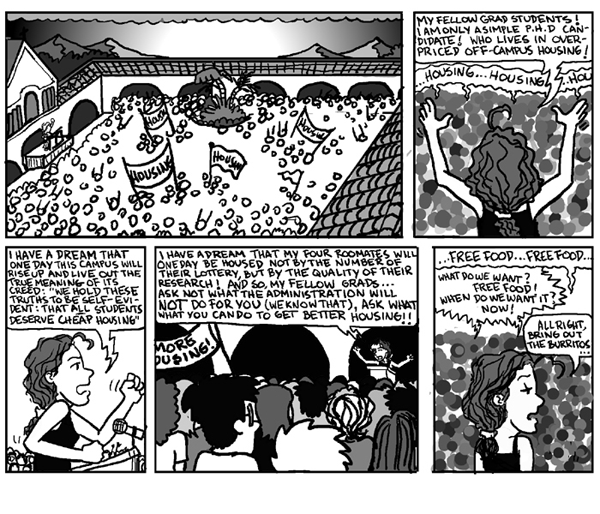 HOUSING
HOUSIN
HOUSING
HOUSIN
MY FELLOW GRAD STUDENTS!
I AM ONLY A SIMPLE P.H.D CAN-
DIDATE! WHO LIVES IN OVER-
PRICED OFF-CAMPUS HOUSING!
...HOUSING...HOUSING!
...HOU
I HAVE A DREAM THAT
ONE DAY THIS CAMPUS WILL
RISE UP AND LIVE OUT THE
TRUE MEANING OF ITS
CREED: "WE HOLD THESE
TRUTHS TO BE SELF-EVI-
DENT: THAT ALL STUDENTS
DESERVE CHEAP HOUSING"
I HAVE A DREAM THAT MY FOUR ROOMATES WILL
ONE DAY BE HOUSED NOT BY THE NUMBER OF
THEIR LOTTERY, BUT BY THE QUALITY OF THEIR
RESEARCH! AND SO, MY FELLOW GRADS...
ASK NOT WHAT THE ADMINISTRATION WILL
NOT DO FOR YOU (WE KNOW THAT), ASK WHAT
WHAT YOU CAN DO TO GET BETTER HOUSING!!
MORE
HOUSING!
...FREE FOOD...FREE FOOD...
WHAT DO WE WANT?
FREE FOOD!
WHEN DO WE WANT IT?
NOW!
ALL RIGHT,
BRING OUT
THE BURRITOS
...